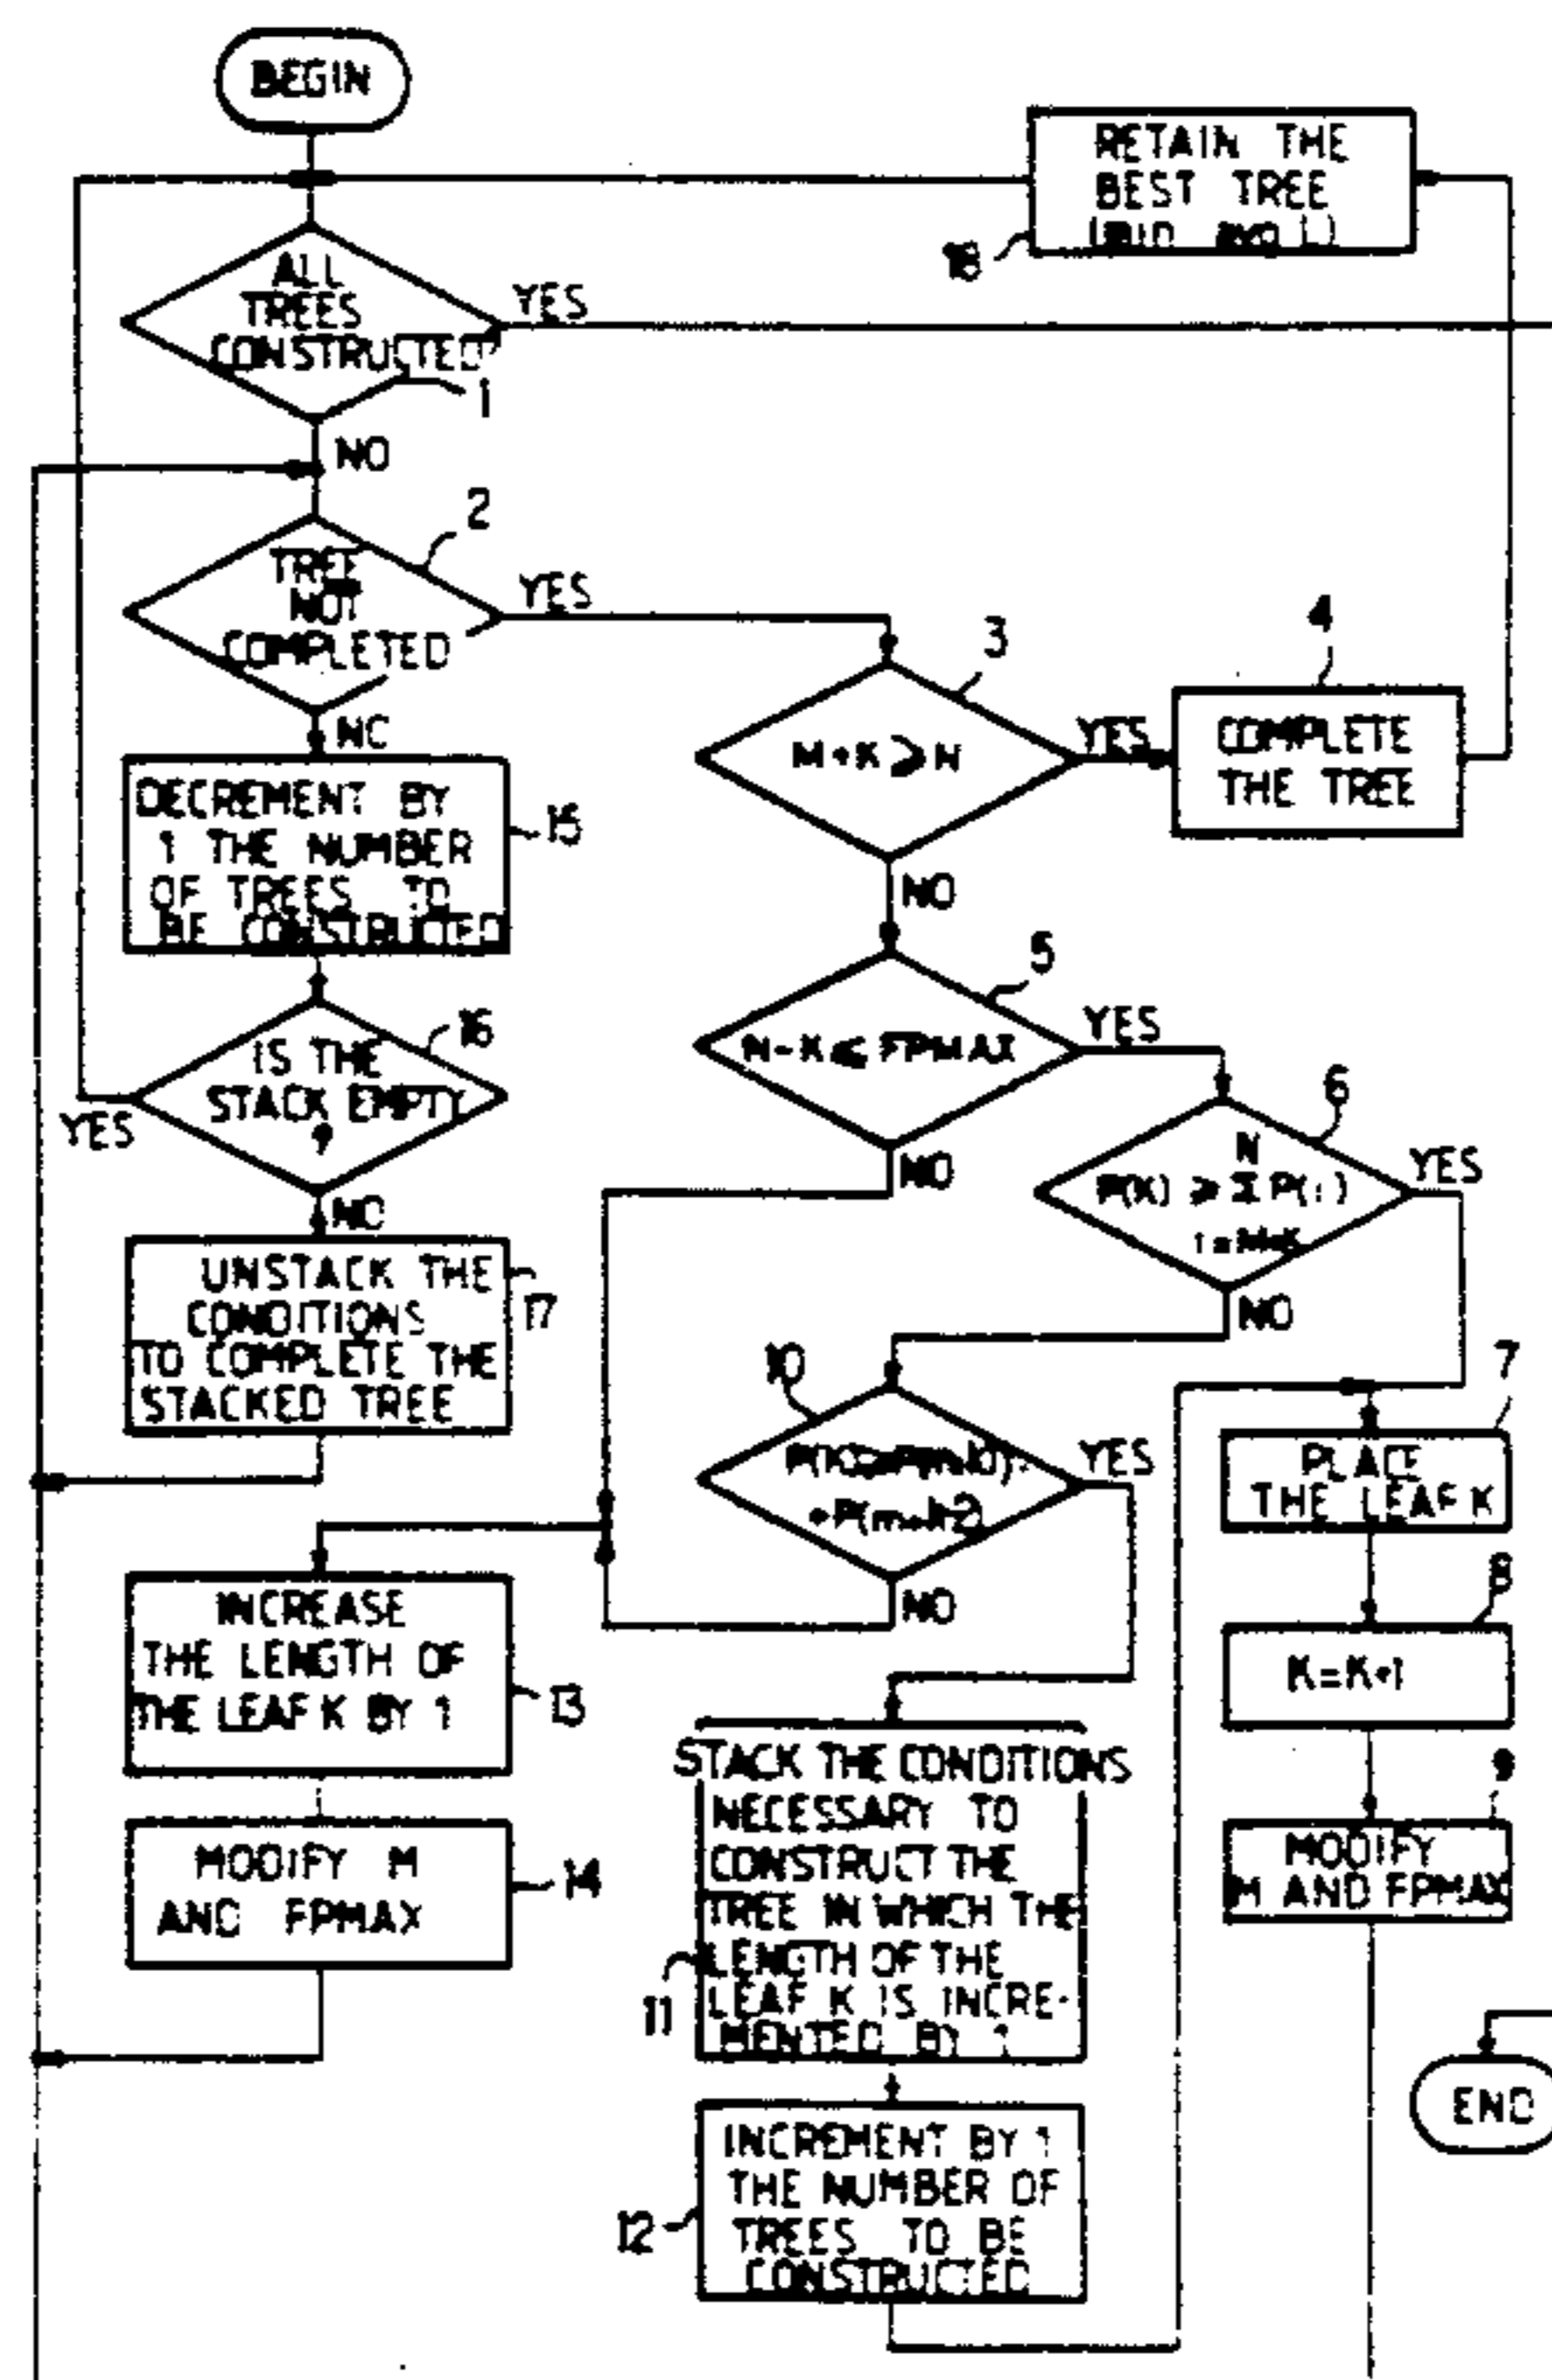 BEGIN
RETAIN THE
BEST TREE
18
ALL
TREES
CONSTRUCTED
YES
1
NO
2
TREE
NOT
COMPLETED
YES
3
4
M+K⩾N
YES
COMPLETE
THE TREE
NO
DECREMENT BY
1 THE NUMBER
OF TREES TO
BE CONSTRUCTED
15
5
N-K⩽FPMAX
YES
NO
16
IS THE
STACK EMPTY
?
YES
NO
6
N
P(K) ⩾ Σ P(i)
YES
NO
UNSTACK THE
CONDITIONS
TO COMPLETE THE
STACKED TREE
17
10
YES
NO
7
PLACE
THE LEAF K
8
K=K+1
9
MODIFY
M AND FPMAX
INCREASE
THE LENGTH OF
THE LEAF K BY 1
13
MODIFY M
AND FPMAX
14
STACK THE CONDITIONS
NECESSARY TO
CONSTRUCT THE
TREE IN WHICH THE
LENGTH OF THE
LEAF K IS INCRE-
MENTED BY 1
11
END
INCREMENT BY 1
THE NUMBER OF
TREES TO BE
CONSTRUCTED
12